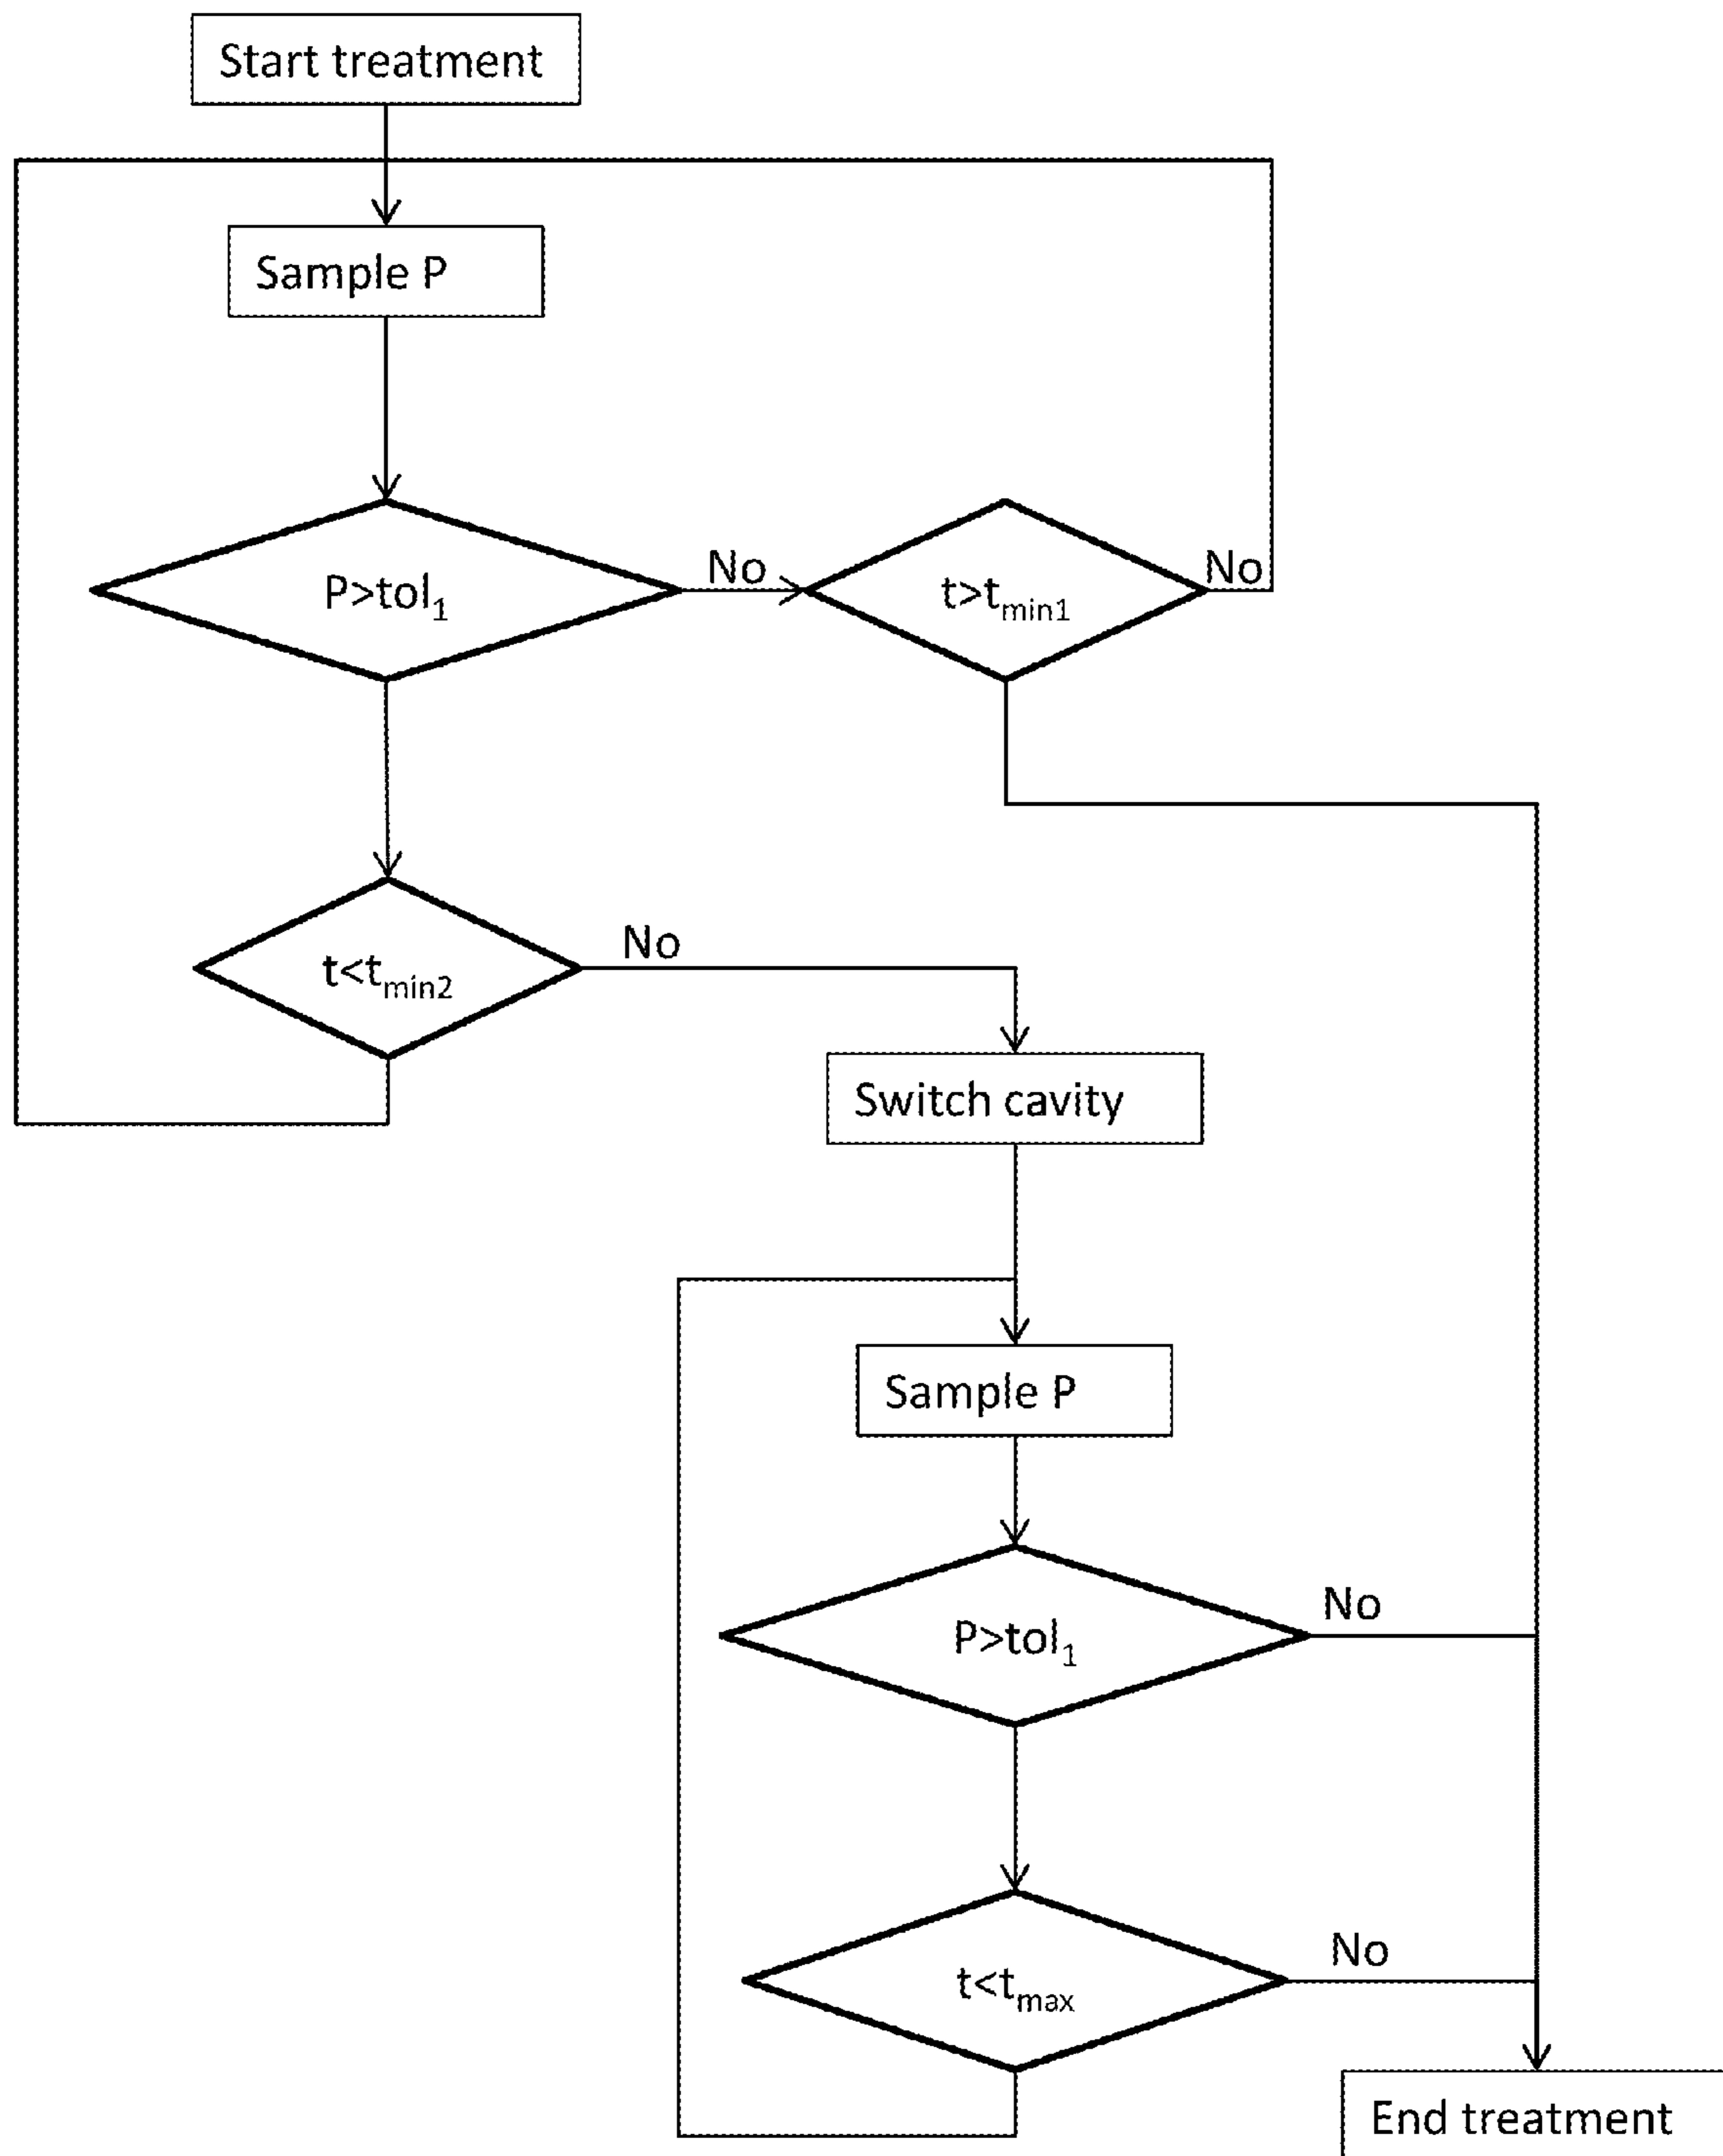 Start treatment
Sample P
P>tol₁
No
t>tₘᵢₙ₁
No
t<tₘᵢₙ₂
No
Switch cavity
Sample P
P>tol₁
No
t<tₘₐₓ
No
End treatment